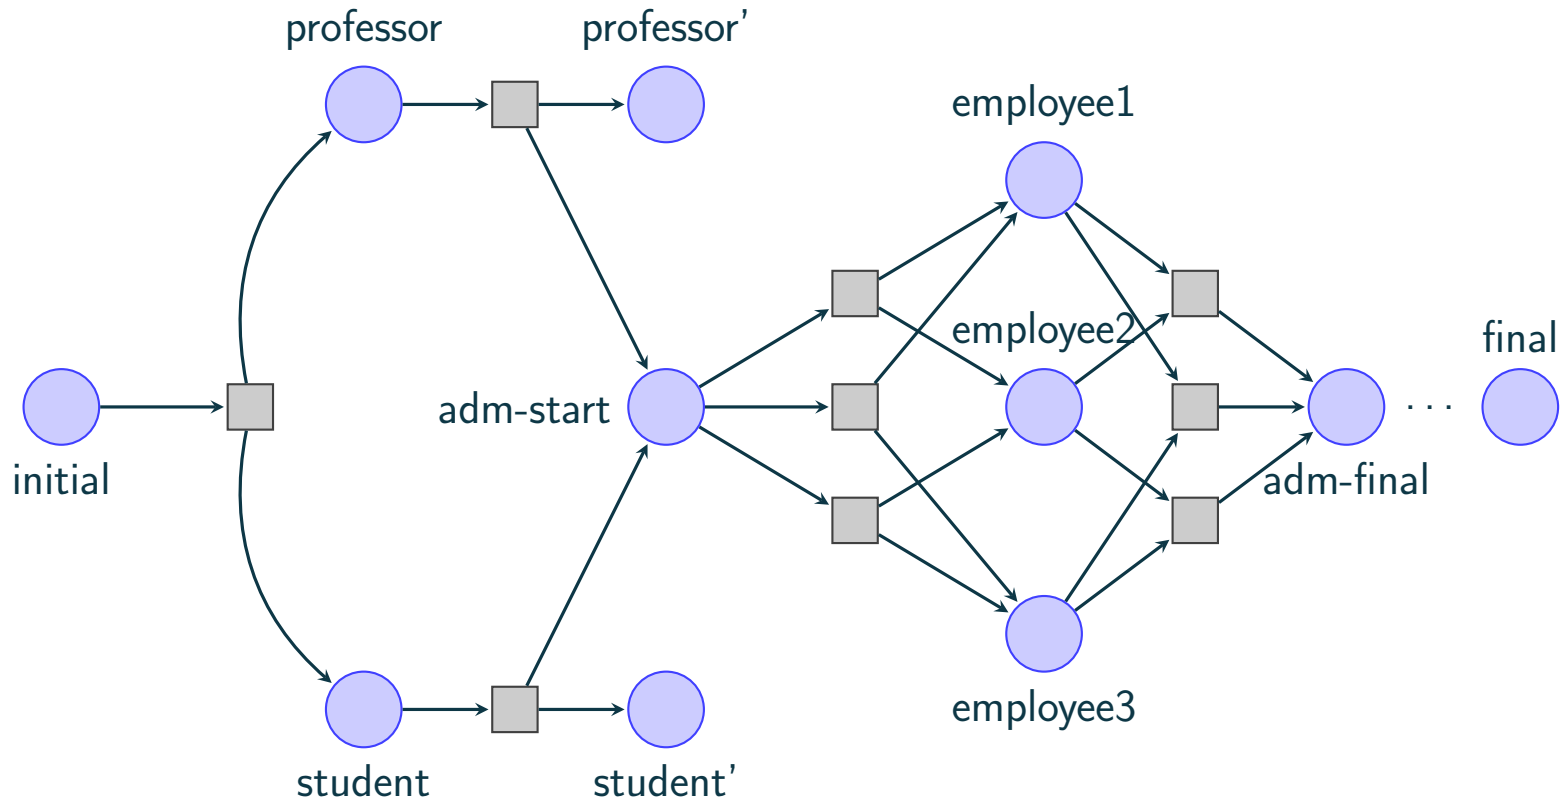 professor
professor'
employee1
employee2
final
adm-start
. . .
initial
adm-final
employee3
student
student'